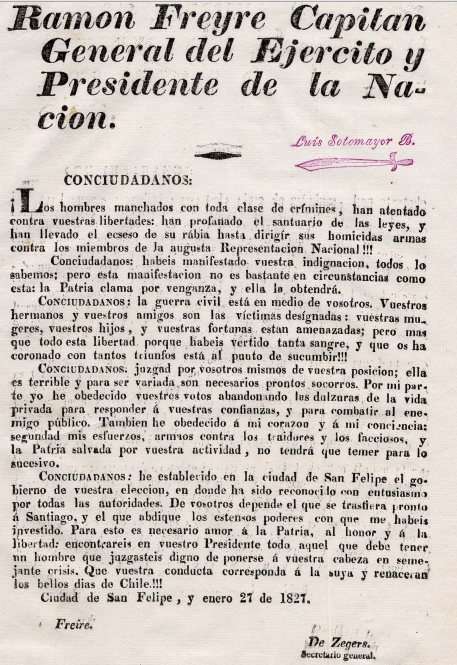 Ramon Freyre Capitan
General del Ejercito y
Presidente de la Na-
cion.
Luis Sotomayor B.
CONCIUDADANOS:
¡Los hombres manchados con toda clase de crímines, han atentado
contra vuestras libertades: han profanado el santuario de las leyes, y
han llevado el ecseso de su rábia hasta dirigir sus homicidas armas
contra los miembros de la augusta Representacion Nacional!!!
Conciudadanos: habeis manifestado vuestra indignacion, todos lo
sabemos; pero esta manifestacion no es bastante en circunstancias como
esta: la Patria clama por venganza, y ella la obtendrá.
CONCIUDADANOS: la guerra civil está en medio de vosotros. Vuestros
hermanos y vuestros amigos son las víctimas designadas: vuestras mu-
geres, vuestros hijos, y vuestras fortunas estan amenazadas; pero mas
que todo esta libertad porque habeis vertido tanta sangre, y que os ha
coronado con tantos triunfos está al punto de sucumbir!!!
CONCIUDADANOS, juzgad por vosotros mismos de vuestra posicion; ella
es terrible y para ser variada son necesarios prontos socorros. Por mi par-
te yo he obedecido vuestros votos abandonando las dulzuras de la vida
privada para responder á vuestras confianzas, y para combatir al ene-
migo público. Tambien he obedecido á mi corazon y á mi conciencia:
segundad mis esfuerzos, armaos contra los traidores y los facciosos, y
la Patria salvada por vuestra actividad, no tendrá que temer para lo
sucesivo.
CONCIUDADANOS: he establecido en la ciudad de San Felipe el go-
bierno de vuestra eleccion, en donde ha sido reconocido con entusiasmo
por todas las autoridades. De vosotros depende el que se trasfiera pronto
á Santiago, y el que abdique los estensos poderes con que me habeis
investido. Para esto es necesario amor á la Patria, al honor y á la
libertad: encontrareis en vuestro Presidente todo aquel que debe tener
un hombre que juzgasteis digno de ponerse á vuestra cabeza en seme-
jante crisis. Que vuestra conducta corresponda á la suya y renaceran
los bellos dias de Chile.!!!
Ciudad de San Felipe, y enero 27 de 1827.
Freire.
De Zegers.
Secretario general.